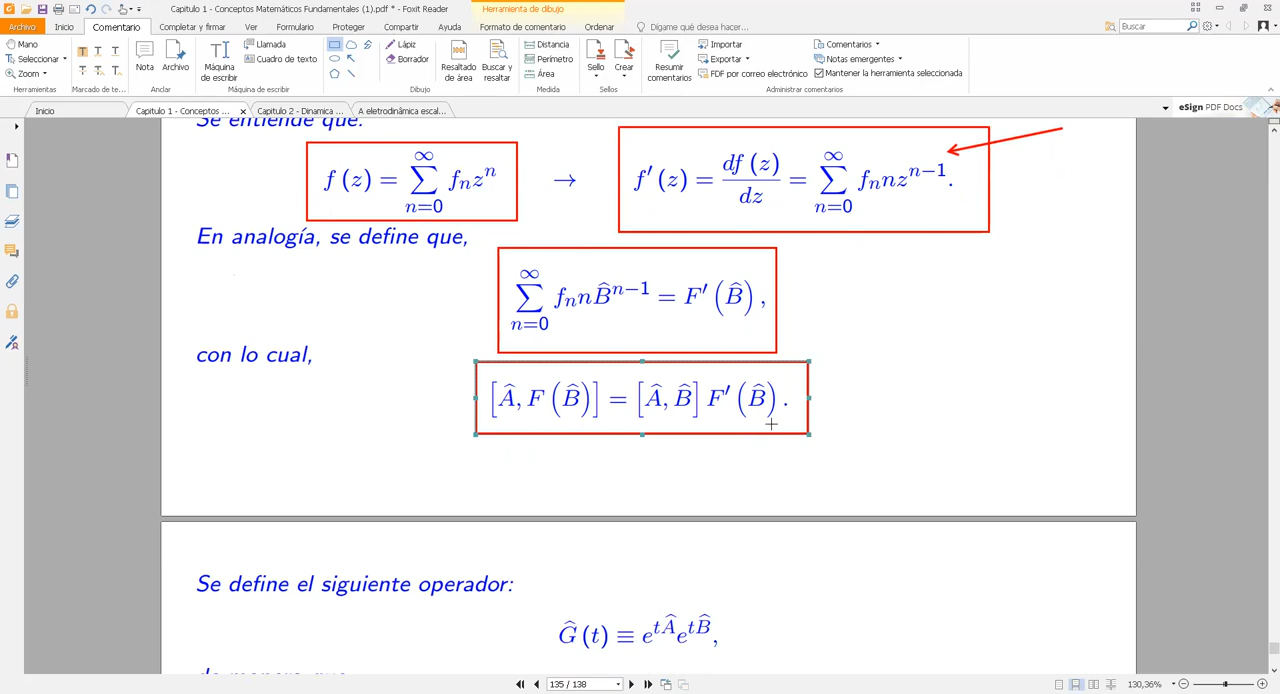 Capitulo 1 - Conceptos Matemáticos Fundamentales (1).pdf * - Foxit Reader
Herramienta de dibujo
Archivo Inicio Comentario Completar y firmar Ver Formulario Proteger Compartir Ayuda Formato de comentario Ordenar Dígame qué desea hacer... Buscar
Mano
Seleccionar
Zoom
Herramientas
T T T
T T T
Marcado de te...
Nota
Archivo
Anclar
Máquina de escribir
Llamada
Cuadro de texto
Máquina de escribir
Lápiz
Borrador
Dibujo
Resaltado de área
Buscar y resaltar
Distancia
Perímetro
Área
Medida
Sello
Crear
Sellos
Resumir comentarios
Importar
Exportar
FDF por correo electrónico
Comentarios
Notas emergentes
Mantener la herramienta seleccionada
Administrar comentarios
Inicio Capitulo 1 - Conceptos ... × Capitulo 2 - Dinamica ... A eletrodinâmica escal... eSign PDF Docs
Se entiende que:
f (z) = ∑_{n=0}^{∞} f_n z^n → f′ (z) = df (z)/dz = ∑_{n=0}^{∞} f_n n z^{n−1}.
En analogía, se define que,
∑_{n=0}^{∞} f_n n B̂^{n−1} = F′ (B̂) ,
con lo cual,
[Â, F (B̂)] = [Â, B̂] F′ (B̂) .
Se define el siguiente operador:
Ĝ (t) ≡ e^{tÂ} e^{tB̂},
135 / 138
130,36%